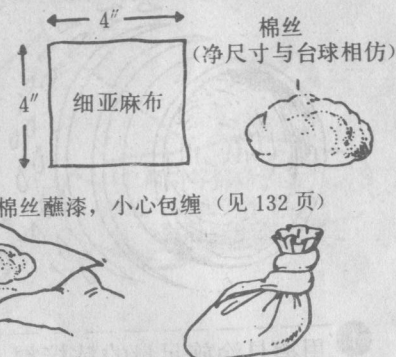 4″
棉丝
(净尺寸与台球相仿)
4″
细亚麻布
棉丝蘸漆，小心包缠（见 132 页）